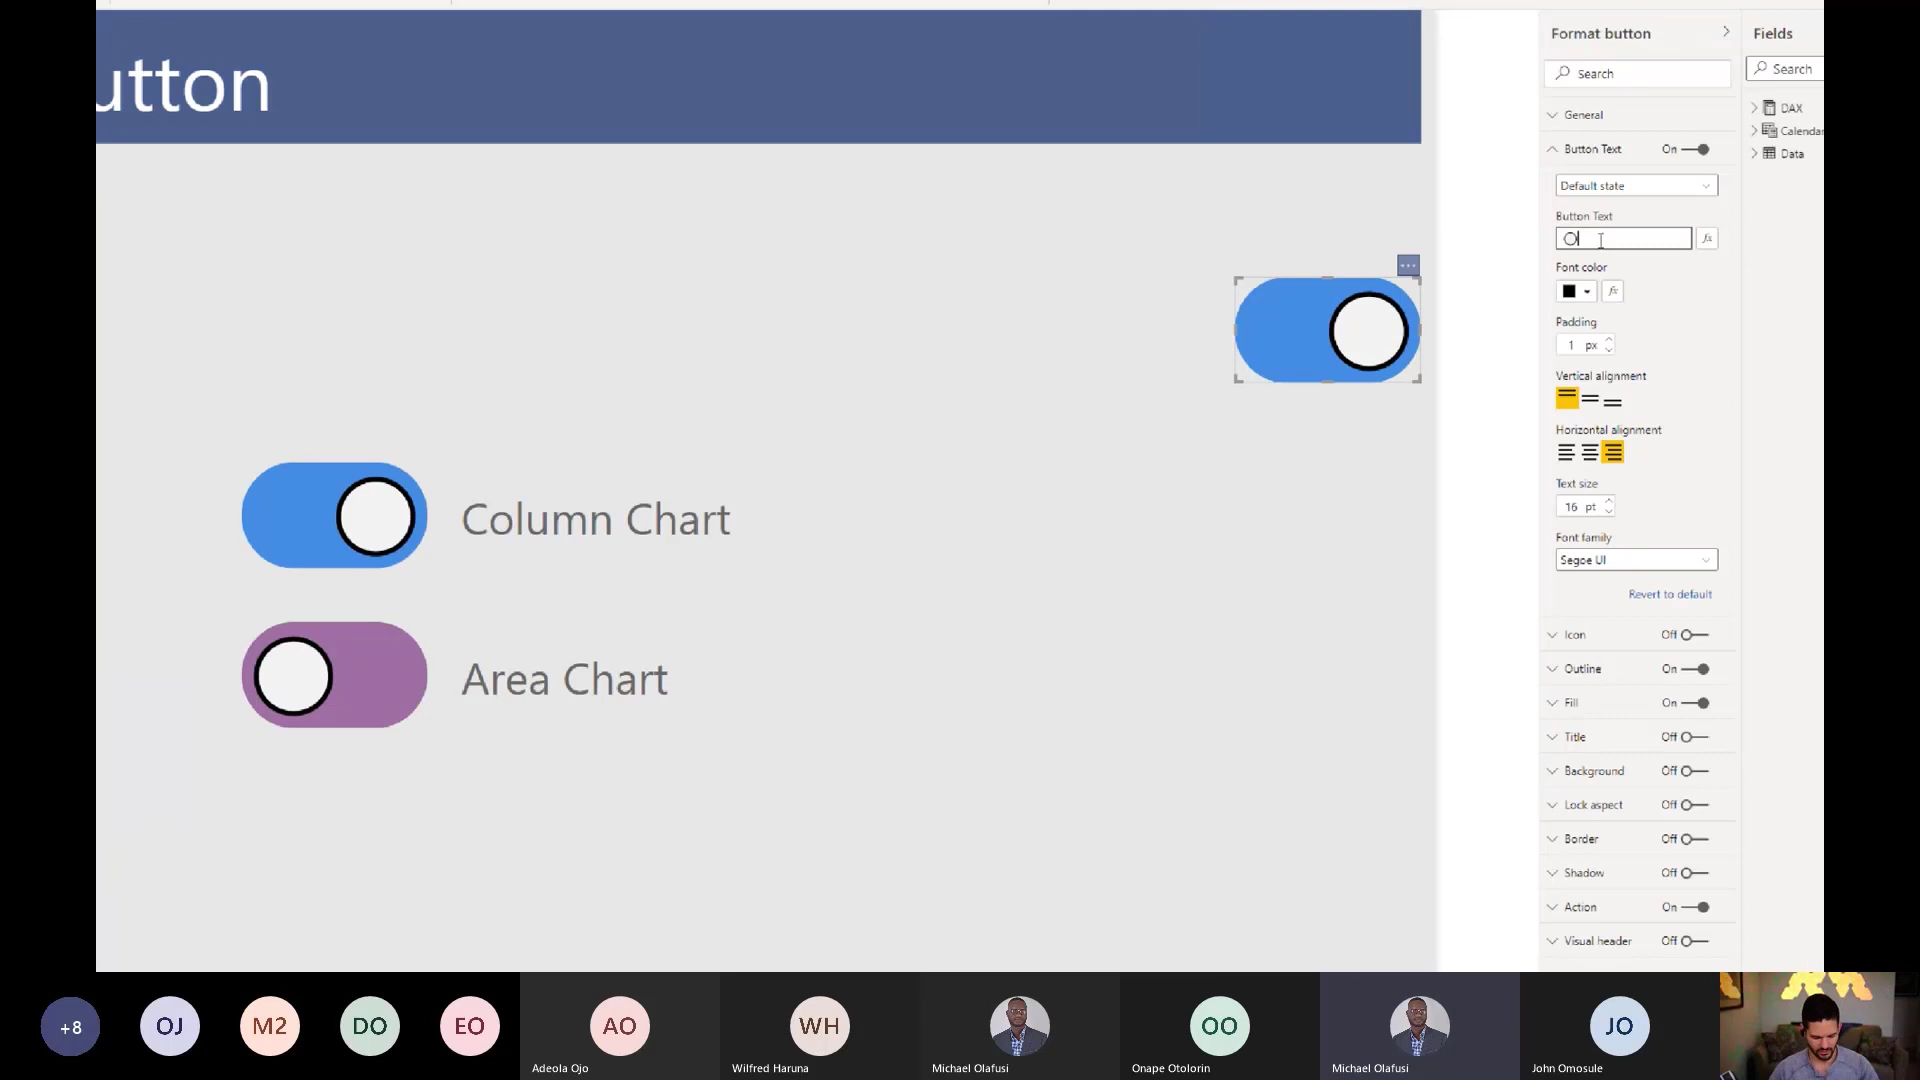 utton
Format button
Search
General
Button Text On
Default state
Button Text
O
fx
Font color
fx
Padding
1 px
Vertical alignment
Horizontal alignment
Text size
16 pt
Font family
Segoe UI
Revert to default
Icon Off
Outline On
Fill On
Title Off
Background Off
Lock aspect Off
Border Off
Shadow Off
Action On
Visual header Off
Fields
Search
DAX
Calendar
Data
Column Chart
Area Chart
+8
OJ
M2
DO
EO
AO
Adeola Ojo
WH
Wilfred Haruna
Michael Olafusi
OO
Onape Otolorin
Michael Olafusi
JO
John Omosule